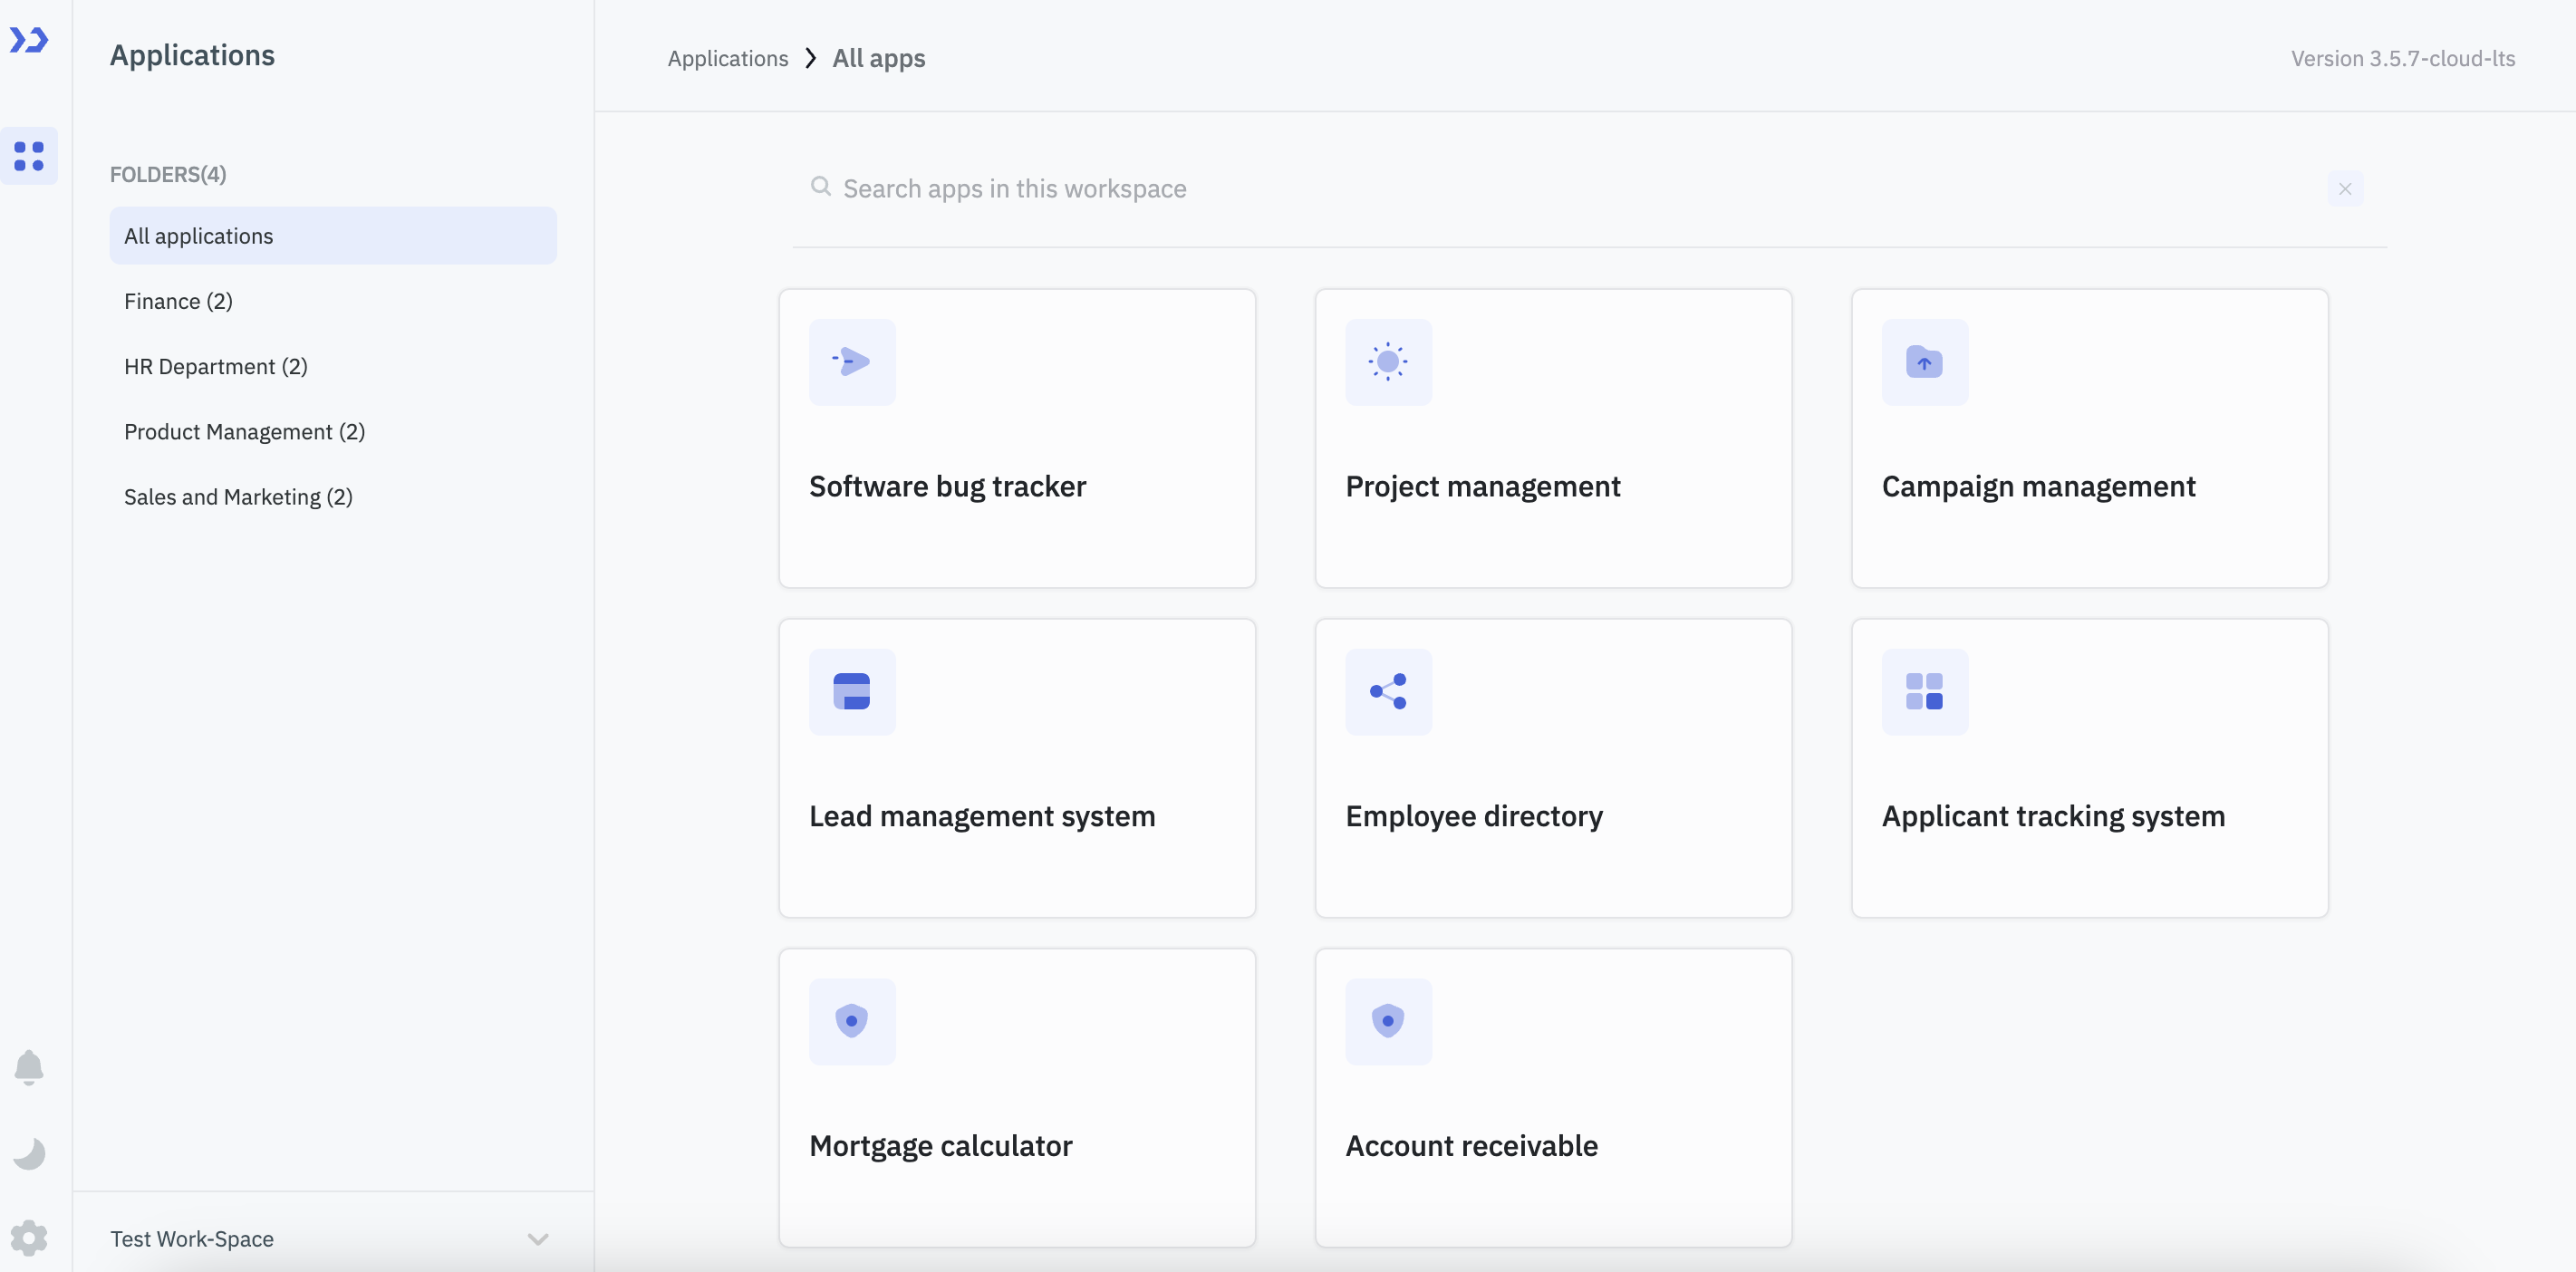 Applications
FOLDERS(4)
All applications
Finance (2)
HR Department (2)
Product Management (2)
Sales and Marketing (2)
Test Work-Space
Applications All apps
Version 3.5.7-cloud-lts
Search apps in this workspace
Software bug tracker
Project management
Campaign management
Lead management system
Employee directory
Applicant tracking system
Mortgage calculator
Account receivable